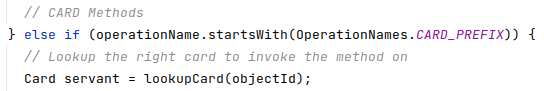 // CARD Methods
} else if (operationName.startsWith(OperationNames.CARD_PREFIX)) {
// Lookup the right card to invoke the method on
Card servant = lookupCard(objectId);